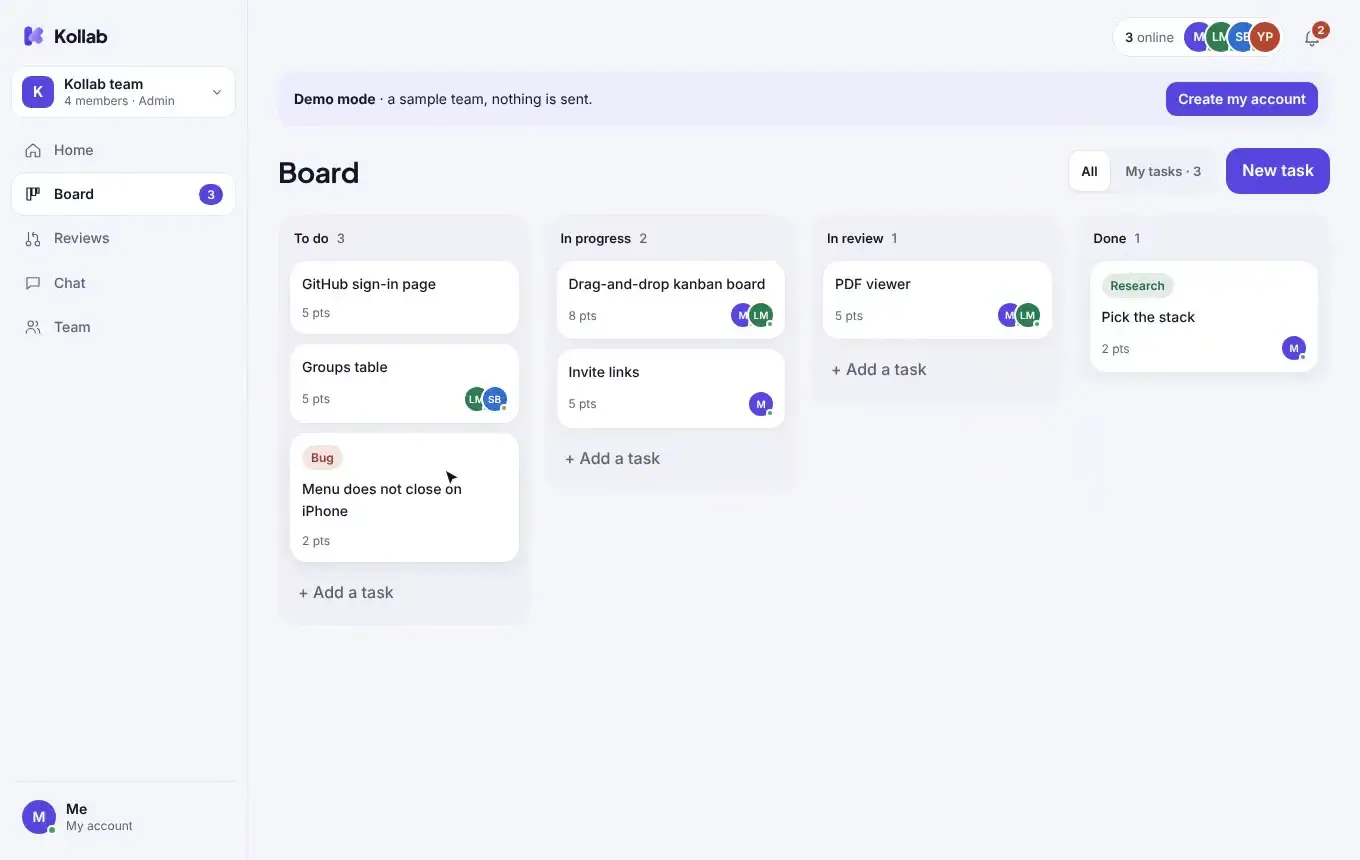 Kollab
K
Kollab team
4 members · Admin
Home
Board 3
Reviews
Chat
Team
M
Me
My account
3 online M LM SB YP 2
Demo mode · a sample team, nothing is sent.
Create my account
Board
All
My tasks · 3
New task
To do 3
GitHub sign-in page
5 pts
Groups table
5 pts LM SB
Bug
Menu does not close on
iPhone
2 pts
+ Add a task
In progress 2
Drag-and-drop kanban board
8 pts M LM
Invite links
5 pts M
+ Add a task
In review 1
PDF viewer
5 pts M LM
+ Add a task
Done 1
Research
Pick the stack
2 pts M